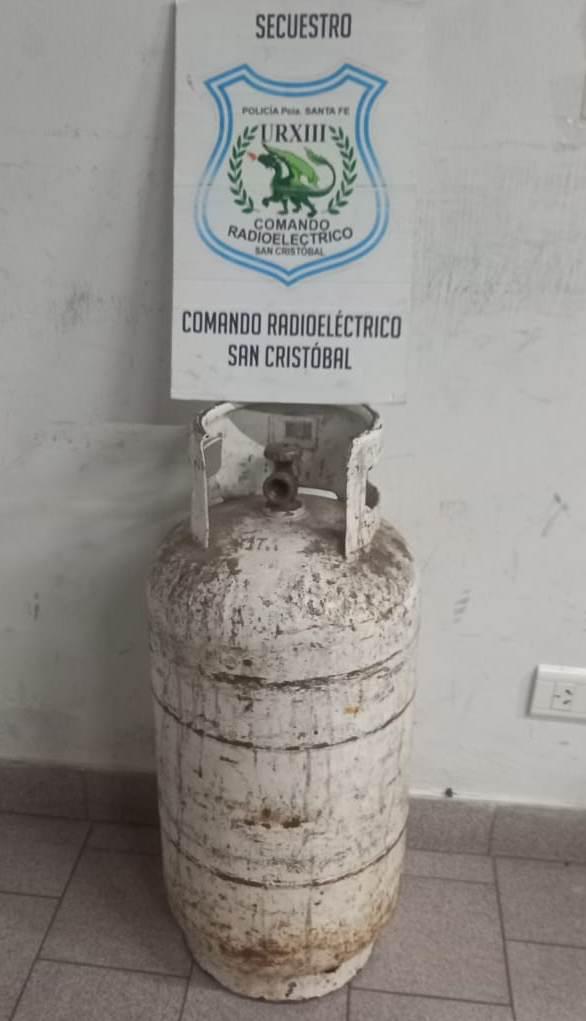 SECUESTRO
POLICÍA Pcia. SANTA FE
URXIII
COMANDO
RADIOELECTRICO
SAN CRISTÓBAL
COMANDO RADIOELÉCTRICO
SAN CRISTÓBAL